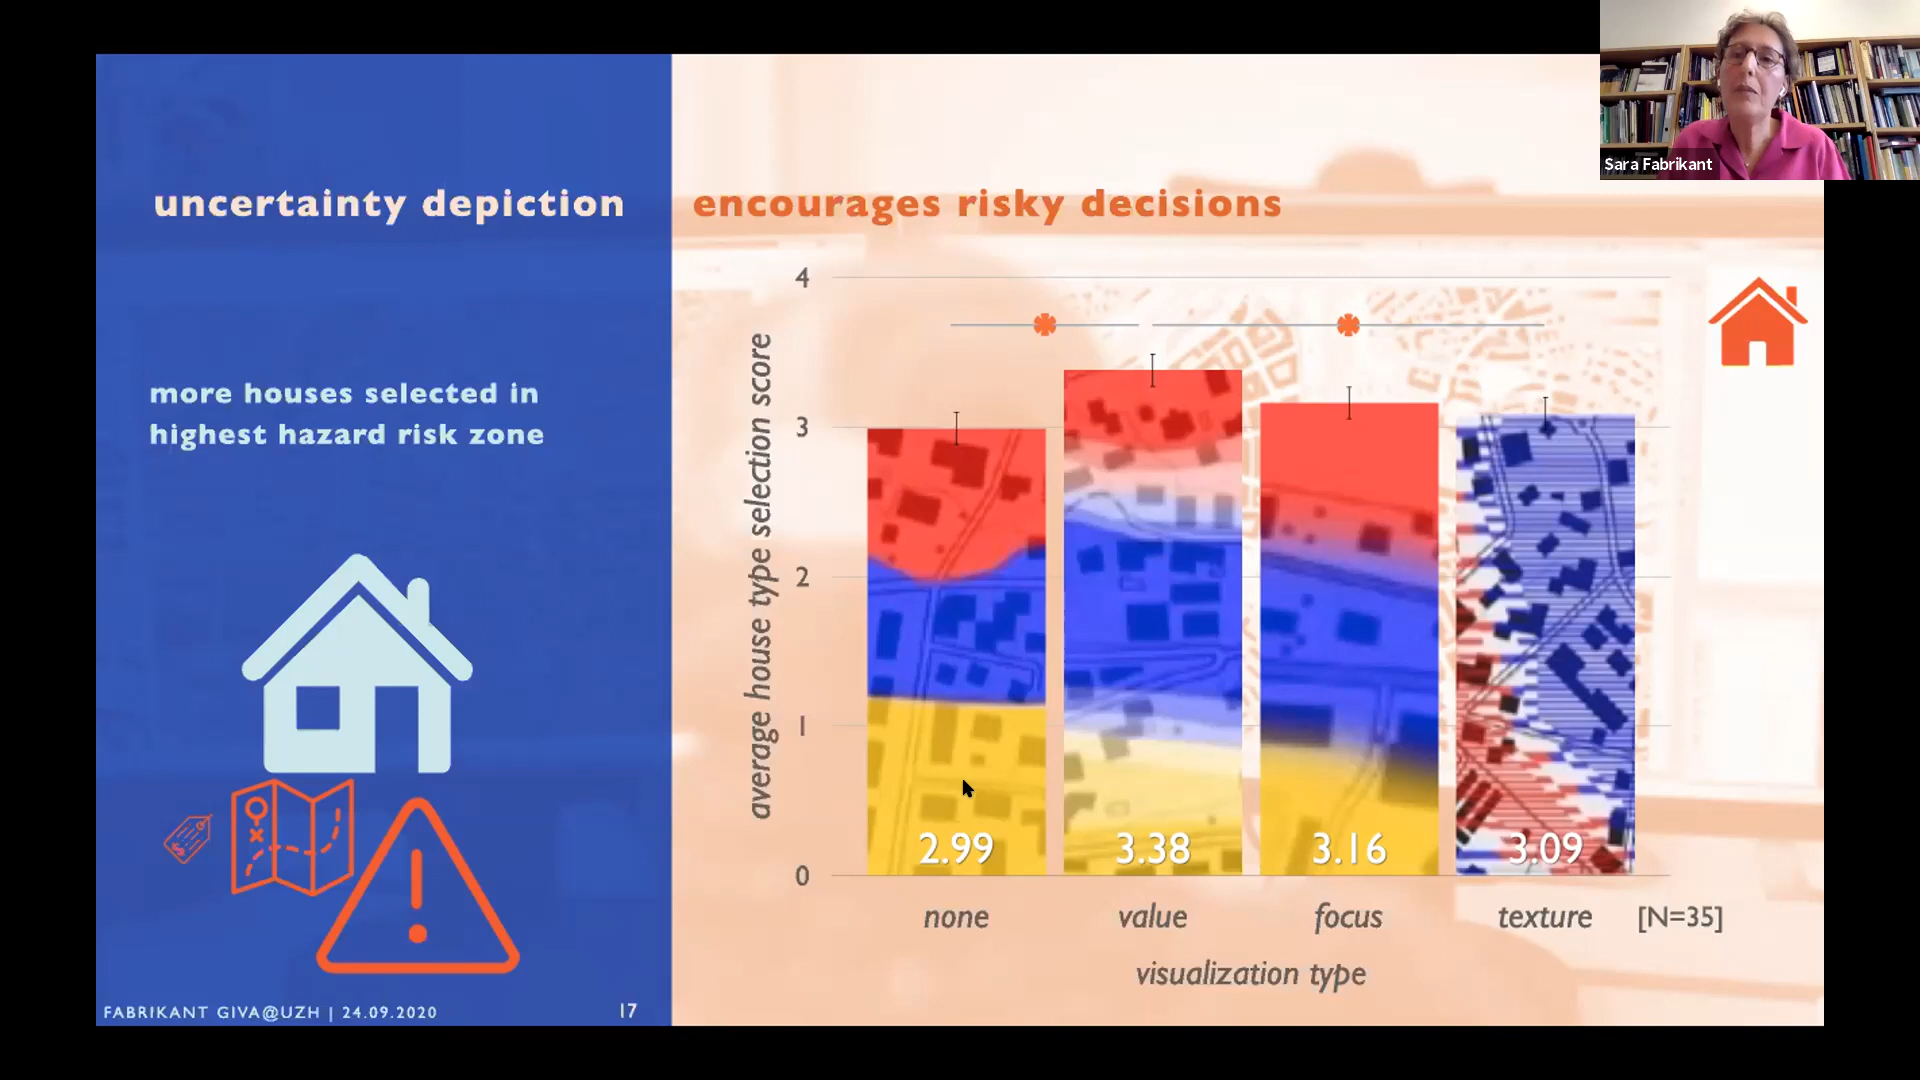 Sara Fabrikant
uncertainty depiction encourages risky decisions
more houses selected in
highest hazard risk zone
average house type selection score
4
3
2
1
0
2.99
3.38
3.16
3.09
none
value
focus
texture
[N=35]
visualization type
FABRIKANT GIVA@UZH | 24.09.2020
17